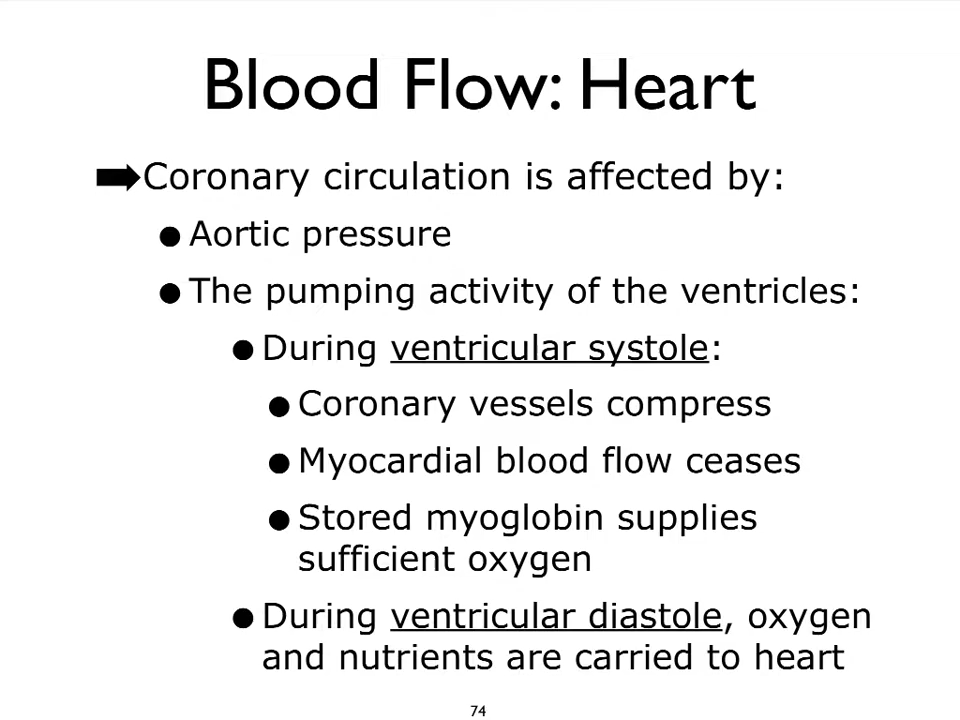 Blood Flow: Heart
➡Coronary circulation is affected by:
●Aortic pressure
●The pumping activity of the ventricles:
●During ventricular systole:
●Coronary vessels compress
●Myocardial blood flow ceases
●Stored myoglobin supplies
sufficient oxygen
●During ventricular diastole, oxygen
and nutrients are carried to heart
74